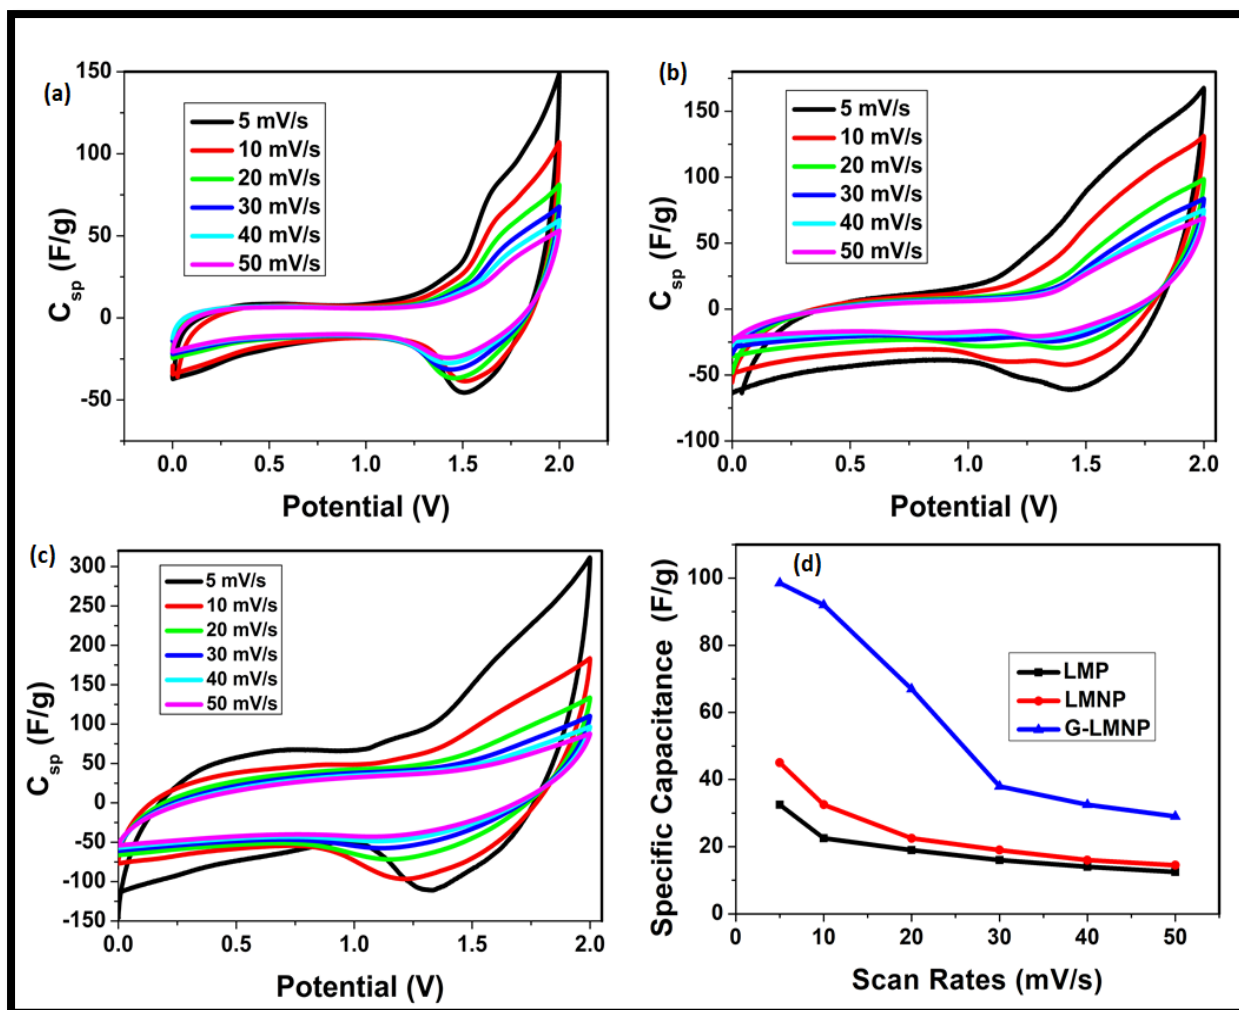 (a)
5 mV/s
10 mV/s
20 mV/s
30 mV/s
40 mV/s
50 mV/s
150
100
50
0
-50
0.0 0.5 1.0 1.5 2.0
C_sp (F/g)
Potential (V)
(b)
5 mV/s
10 mV/s
20 mV/s
30 mV/s
40 mV/s
50 mV/s
150
100
50
0
-50
-100
0.0 0.5 1.0 1.5 2.0
C_sp (F/g)
Potential (V)
(c)
5 mV/s
10 mV/s
20 mV/s
30 mV/s
40 mV/s
50 mV/s
300
250
200
150
100
50
0
-50
-100
-150
0.0 0.5 1.0 1.5 2.0
C_sp (F/g)
Potential (V)
(d)
LMP
LMNP
G-LMNP
100
80
60
40
20
0
0 10 20 30 40 50
Specific Capacitance (F/g)
Scan Rates (mV/s)